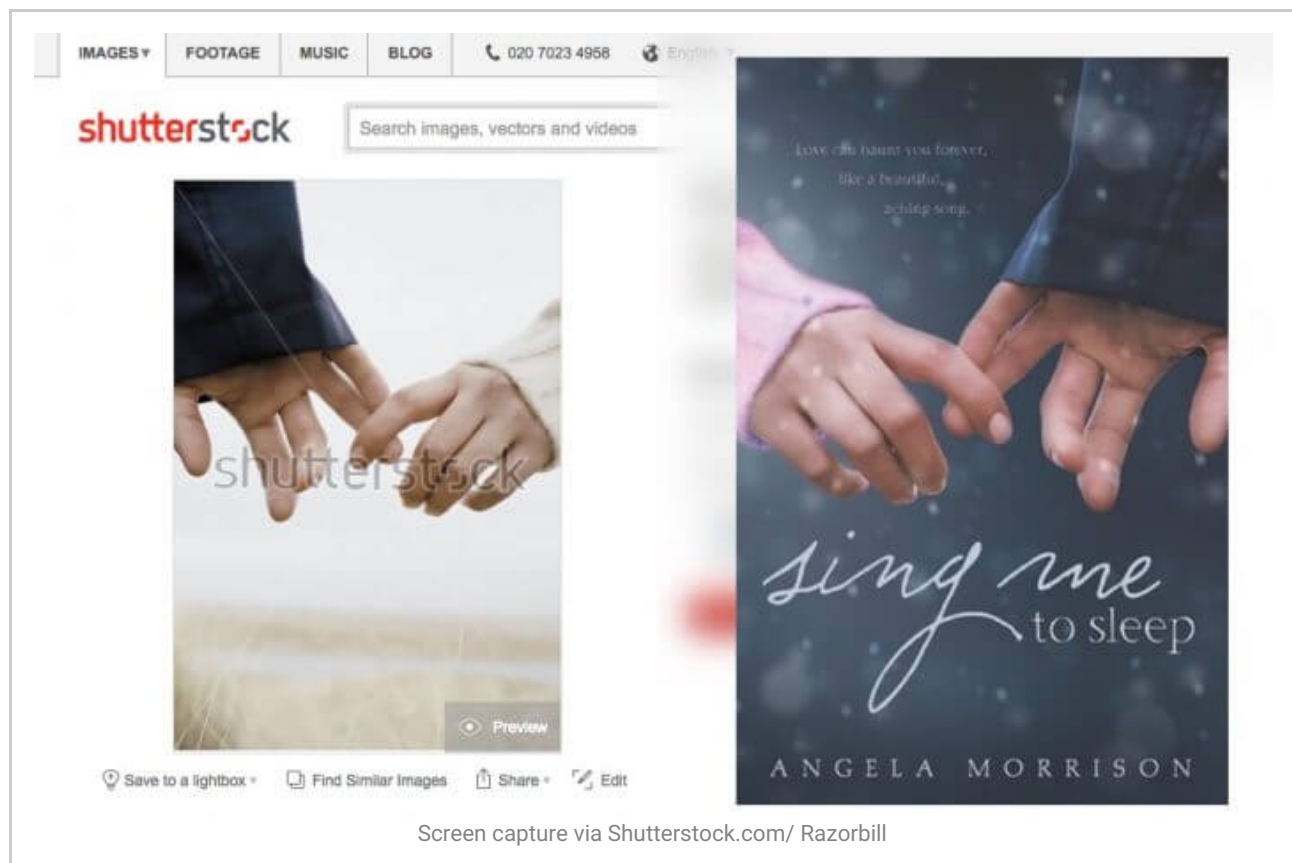 IMAGES ▾ FOOTAGE MUSIC BLOG 020 7023 4958 English ▾
shutterstock
Search images, vectors and videos
shutterstock
Preview
Save to a lightbox Find Similar Images Share Edit
Love can haunt you forever,
like a beautiful,
aching song.
sing me
to sleep
ANGELA MORRISON
Screen capture via Shutterstock.com/ Razorbill